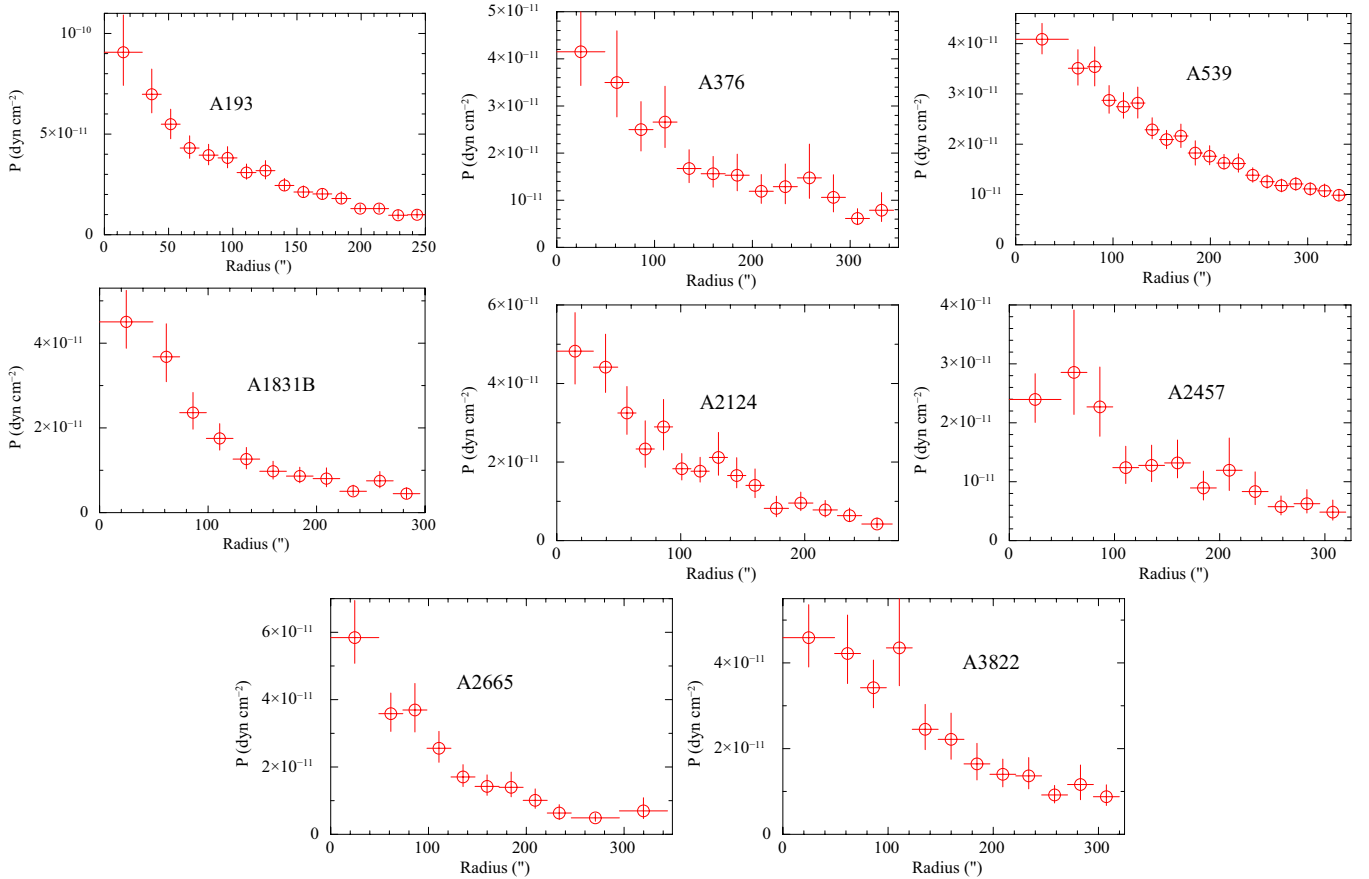 A193
P (dyn cm⁻²)
10⁻¹⁰
5×10⁻¹¹
0
0 50 100 150 200 250
Radius (")
A376
P (dyn cm⁻²)
5×10⁻¹¹
4×10⁻¹¹
3×10⁻¹¹
2×10⁻¹¹
10⁻¹¹
0
0 100 200 300
Radius (")
A539
P (dyn cm⁻²)
4×10⁻¹¹
3×10⁻¹¹
2×10⁻¹¹
10⁻¹¹
0
0 100 200 300
Radius (")
A1831B
P (dyn cm⁻²)
4×10⁻¹¹
2×10⁻¹¹
0
0 100 200 300
Radius (")
A2124
P (dyn cm⁻²)
6×10⁻¹¹
4×10⁻¹¹
2×10⁻¹¹
0
0 100 200
Radius (")
A2457
P (dyn cm⁻²)
4×10⁻¹¹
3×10⁻¹¹
2×10⁻¹¹
10⁻¹¹
0
0 100 200 300
Radius (")
A2665
P (dyn cm⁻²)
6×10⁻¹¹
4×10⁻¹¹
2×10⁻¹¹
0
0 100 200 300
Radius (")
A3822
P (dyn cm⁻²)
4×10⁻¹¹
2×10⁻¹¹
0
0 100 200 300
Radius (")